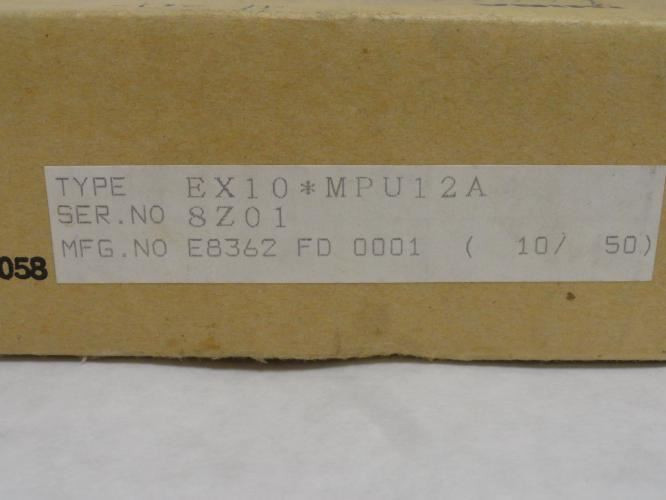 TYPE EX10*MPU12A
SER.NO 8Z01
MFG.NO E8362 FD 0001 ( 10/ 50)
058